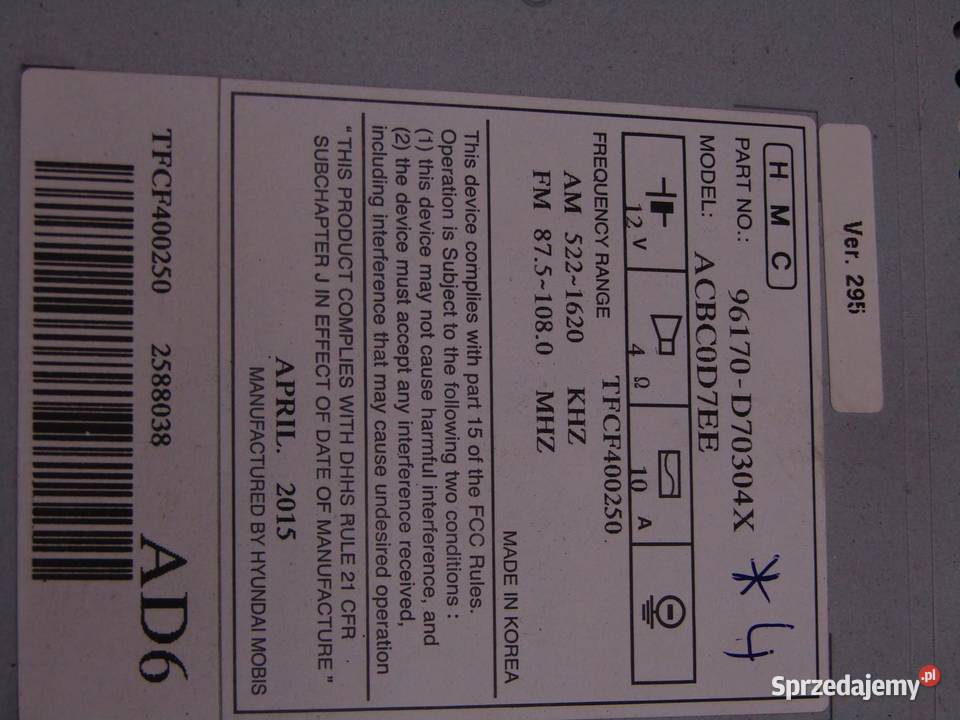 Ver. 295
HMC
PART NO.: 96170-D70304X * 4
MODEL: ACBC0D7EE
12 V 4 Ω 10 A
FREQUENCY RANGE TFCF400250
AM 522~1620 KHZ
FM 87.5~108.0 MHZ
MADE IN KOREA
This device complies with part 15 of the FCC Rules.
Operation is Subject to the following two conditions :
(1) this device may not cause harmful interference, and
(2) the device must accept any interference received,
including interference that may cause undesired operation
"THIS PRODUCT COMPLIES WITH DHHS RULE 21 CFR
SUBCHAPTER J IN EFFECT OF DATE OF MANUFACTURE"
APRIL. 2015
MANUFACTURED BY HYUNDAI MOBIS
TFCF400250 2588038 AD6
Sprzedajemy.pl